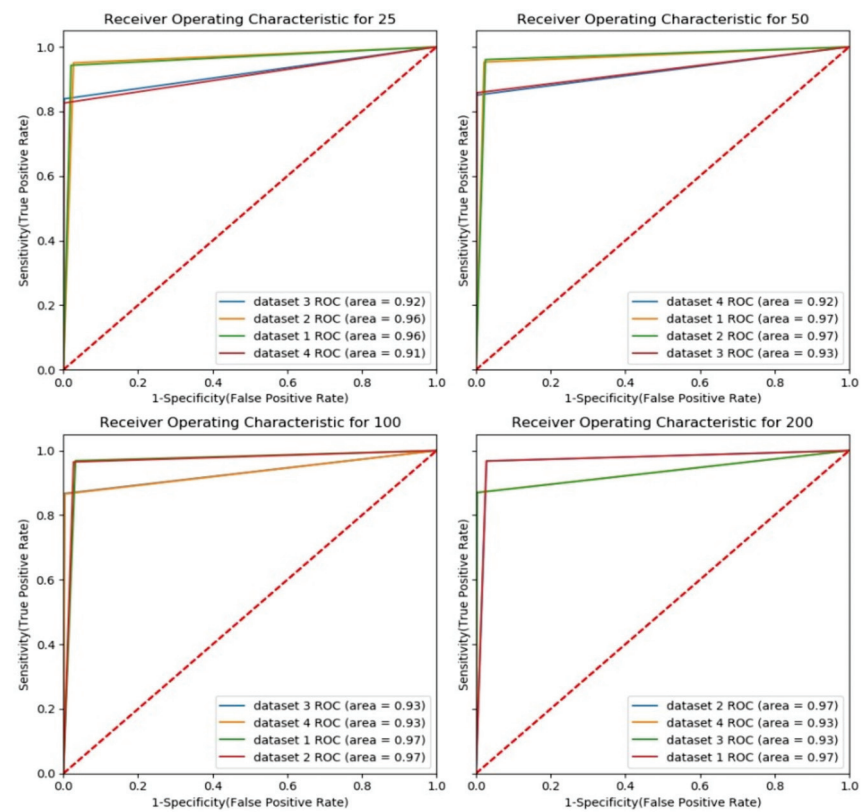 Receiver Operating Characteristic for 25
Sensitivity(True Positive Rate)
1.0
0.8
0.6
0.4
0.2
0.0
dataset 3 ROC (area = 0.92)
dataset 2 ROC (area = 0.96)
dataset 1 ROC (area = 0.96)
dataset 4 ROC (area = 0.91)
0.0 0.2 0.4 0.6 0.8 1.0
1-Specificity(False Positive Rate)
Receiver Operating Characteristic for 50
Sensitivity(True Positive Rate)
dataset 4 ROC (area = 0.92)
dataset 1 ROC (area = 0.97)
dataset 2 ROC (area = 0.97)
dataset 3 ROC (area = 0.93)
0.0 0.2 0.4 0.6 0.8 1.0
1-Specificity(False Positive Rate)
Receiver Operating Characteristic for 100
Sensitivity(True Positive Rate)
1.0
0.8
0.6
0.4
0.2
0.0
dataset 3 ROC (area = 0.93)
dataset 4 ROC (area = 0.93)
dataset 1 ROC (area = 0.97)
dataset 2 ROC (area = 0.97)
0.0 0.2 0.4 0.6 0.8 1.0
1-Specificity(False Positive Rate)
Receiver Operating Characteristic for 200
Sensitivity(True Positive Rate)
dataset 2 ROC (area = 0.97)
dataset 4 ROC (area = 0.93)
dataset 3 ROC (area = 0.93)
dataset 1 ROC (area = 0.97)
0.0 0.2 0.4 0.6 0.8 1.0
1-Specificity(False Positive Rate)